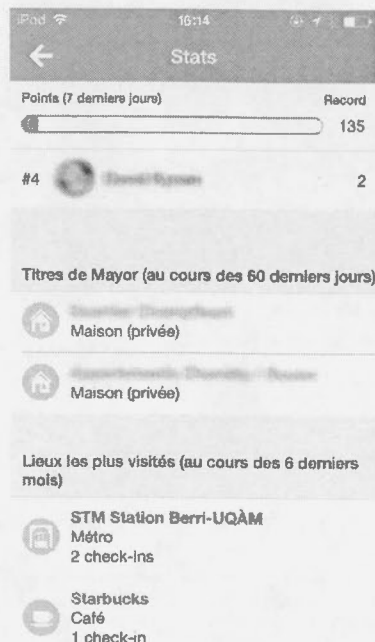 iPod 16:14
Stats
Points (7 derniers jours) Record
135
#4 2
Titres de Mayor (au cours des 60 derniers jours)
Maison (privée)
Maison (privée)
Lieux les plus visités (au cours des 6 derniers
mois)
STM Station Berri-UQÀM
Métro
2 check-ins
Starbucks
Café
1 check-in